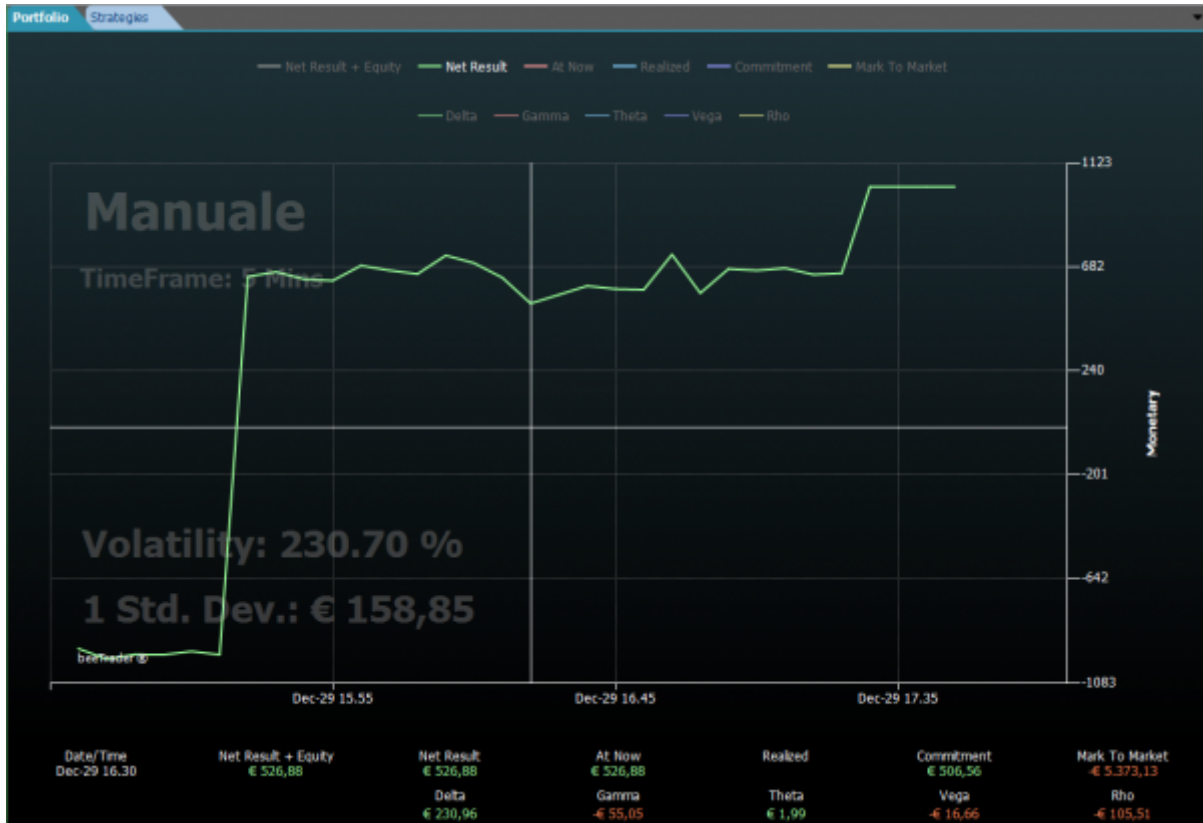 Portfolio Strategies
Net Result + Equity Net Result At Now Realized Commitment Mark To Market
Delta Gamma Theta Vega Rho
Manuale
TimeFrame: 5 Mins
1123
682
240
-201
-642
-1083
Monetary
Volatility: 230.70 %
1 Std. Dev.: € 158,85
beeTrader ®
Dec-29 15.55 Dec-29 16.45 Dec-29 17.35
Date/Time Net Result + Equity Net Result At Now Realized Commitment Mark To Market
Dec-29 16.30 € 526,88 € 526,88 € 526,88 € 506,56 -€ 5.373,13
Delta Gamma Theta Vega Rho
€ 230,96 -€ 55,05 € 1,99 -€ 16,66 -€ 105,51